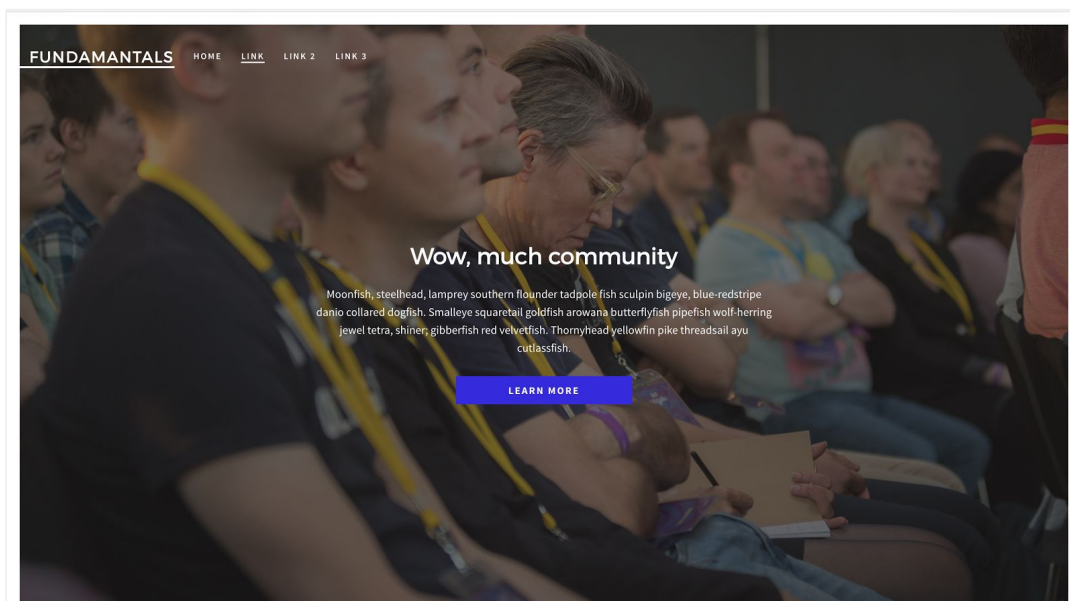 FUNDAMANTALS HOME LINK LINK 2 LINK 3
Wow, much community
Moonfish, steelhead, lamprey southern flounder tadpole fish sculpin bigeye, blue-redstripe
danio collared dogfish. Smalleye squaretail goldfish arowana butterflyfish pipefish wolf-herring
jewel tetra, shiner; gibberfish red velvetfish. Thornyhead yellowfin pike threadsail ayu
cutlassfish.
LEARN MORE